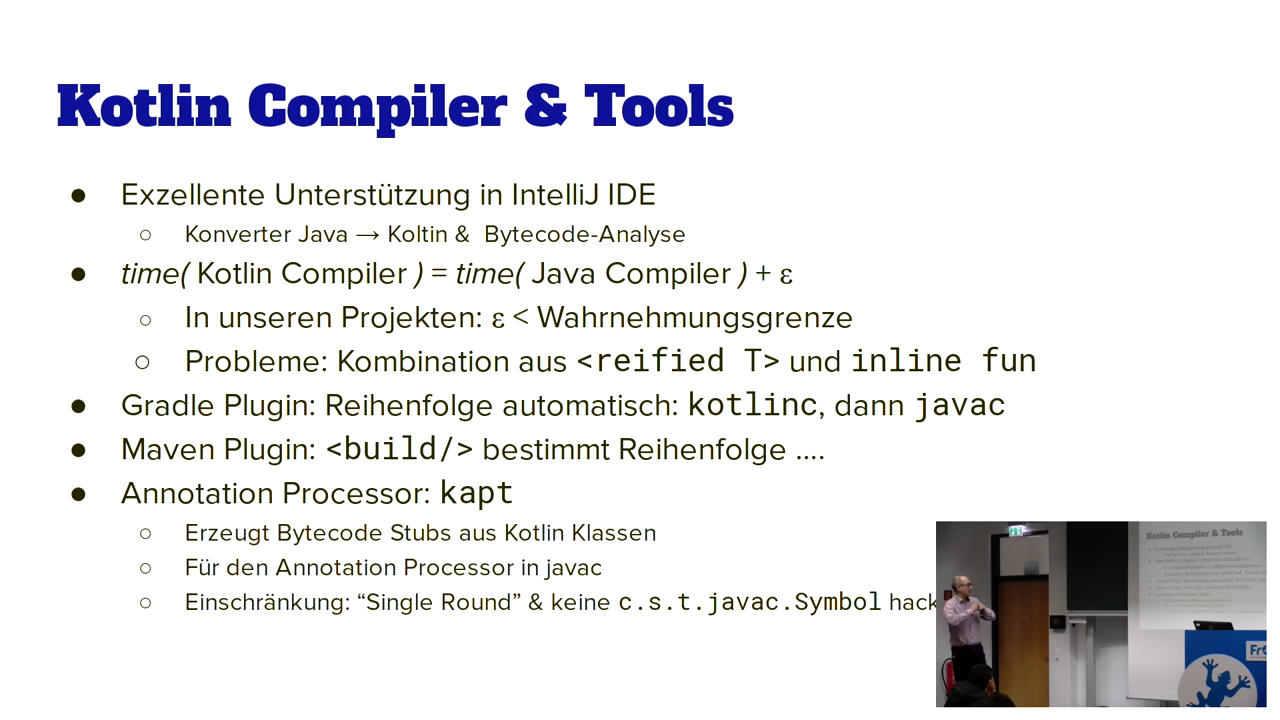 Kotlin Compiler & Tools
● Exzellente Unterstützung in IntelliJ IDE
○ Konverter Java → Koltin & Bytecode-Analyse
● time( Kotlin Compiler ) = time( Java Compiler ) + ε
○ In unseren Projekten: ε < Wahrnehmungsgrenze
○ Probleme: Kombination aus <reified T> und inline fun
● Gradle Plugin: Reihenfolge automatisch: kotlinc, dann javac
● Maven Plugin: <build/> bestimmt Reihenfolge ....
● Annotation Processor: kapt
○ Erzeugt Bytecode Stubs aus Kotlin Klassen
○ Für den Annotation Processor in javac
○ Einschränkung: “Single Round” & keine c.s.t.javac.Symbol hack
Kotlin Compiler & Tools